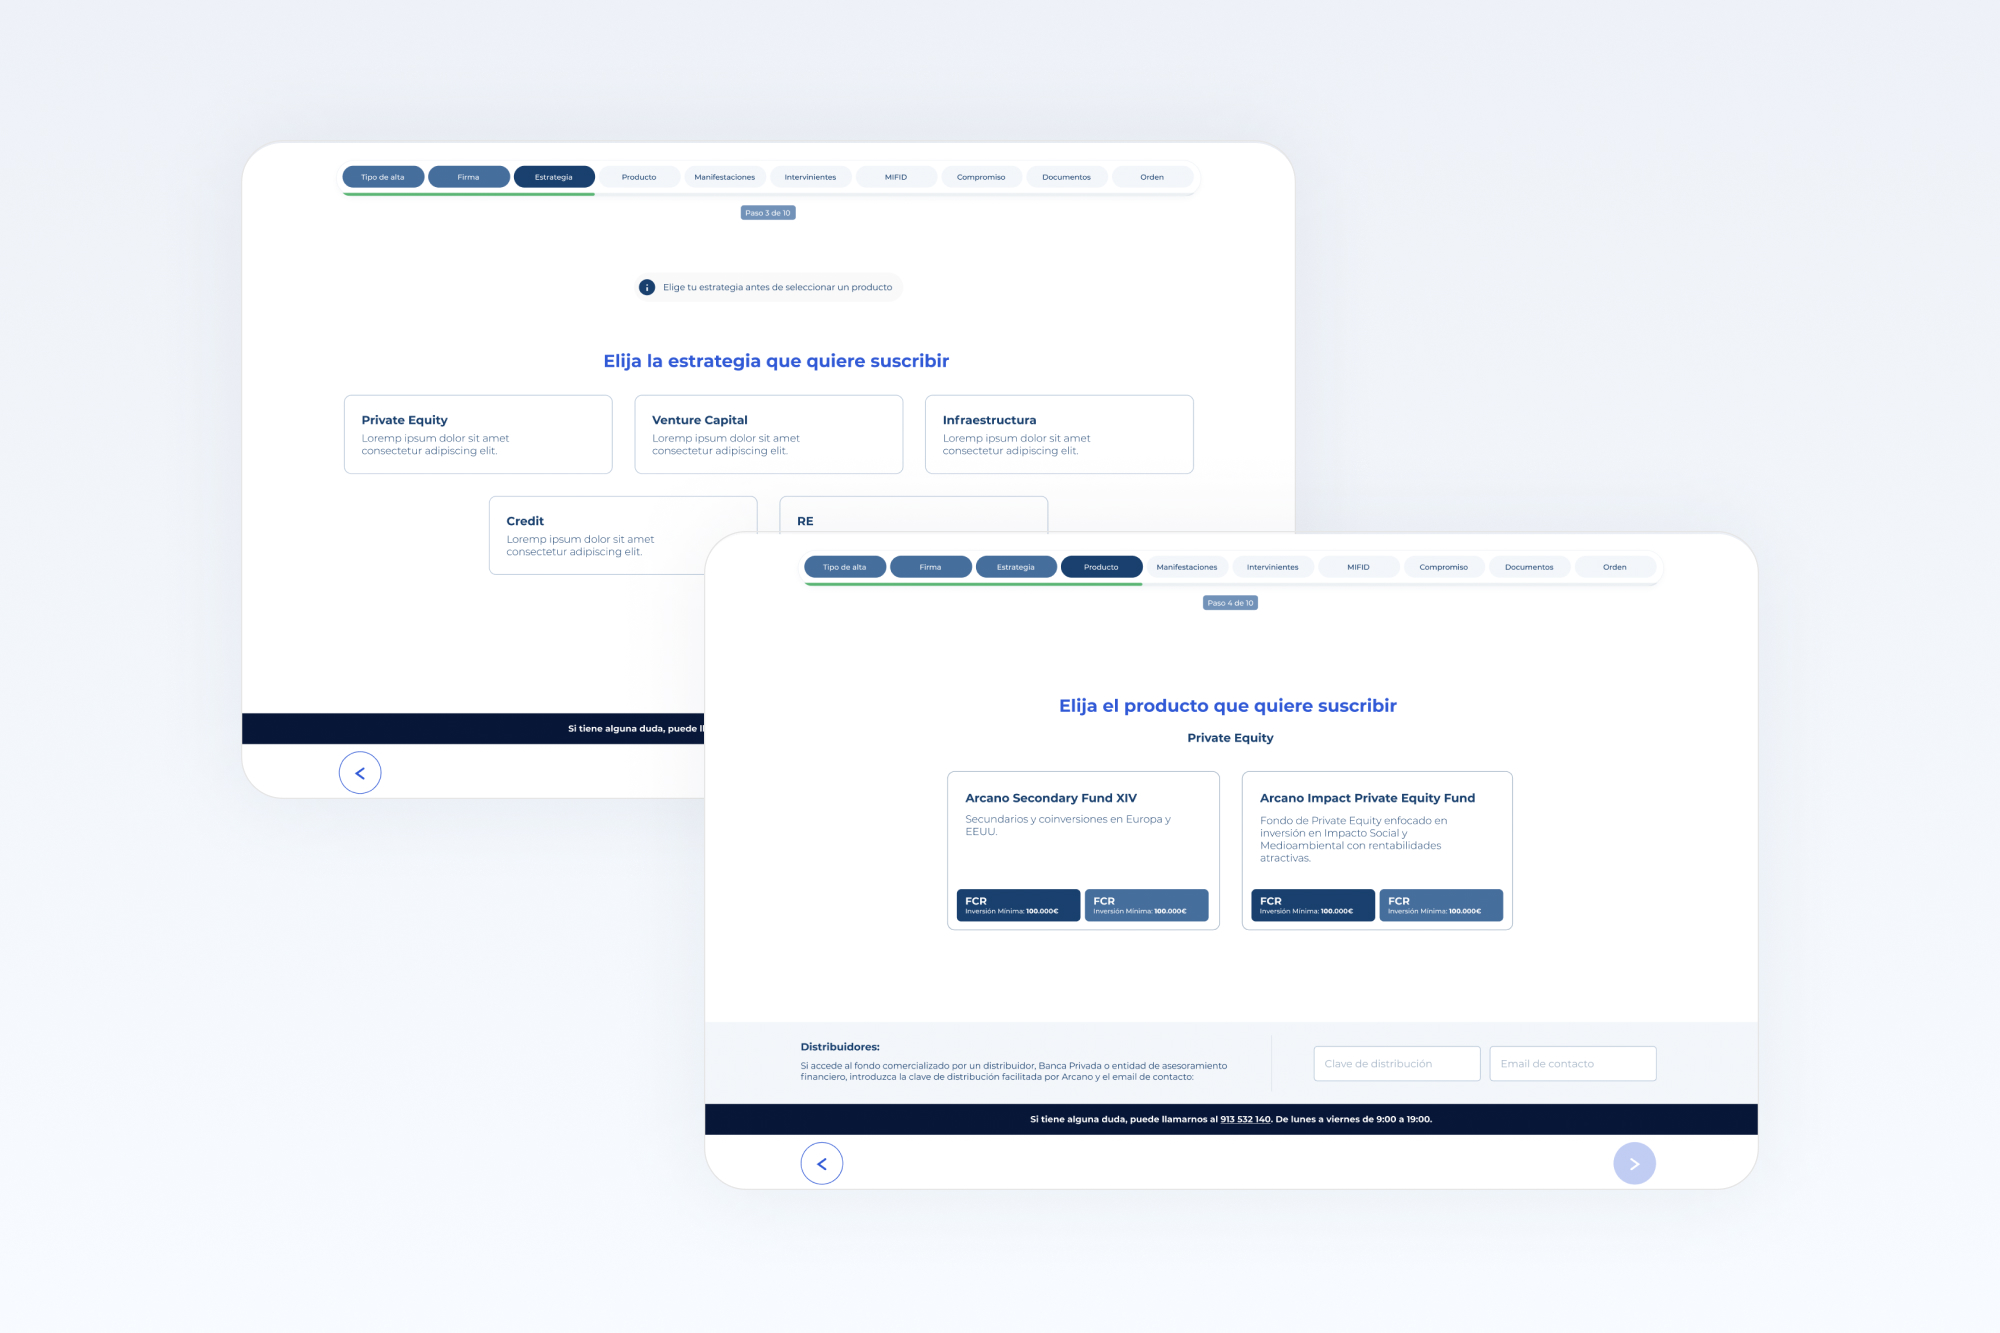 Tipo de alta
Firma
Estrategia
Producto
Manifestaciones
Intervinientes
MIFID
Compromiso
Documentos
Orden
Paso 3 de 10
Elige tu estrategia antes de seleccionar un producto
Elija la estrategia que quiere suscribir
Private Equity
Loremp ipsum dolor sit amet
consectetur adipiscing elit.
Venture Capital
Loremp ipsum dolor sit amet
consectetur adipiscing elit.
Infraestructura
Loremp ipsum dolor sit amet
consectetur adipiscing elit.
Credit
Loremp ipsum dolor sit amet
consectetur adipiscing elit.
RE
Si tiene alguna duda, puede
Tipo de alta
Firma
Estrategia
Producto
Manifestaciones
Intervinientes
MIFID
Compromiso
Documentos
Orden
Paso 4 de 10
Elija el producto que quiere suscribir
Private Equity
Arcano Secondary Fund XIV
Secundarios y coinversiones en Europa y
EEUU.
FCR
Inversión Mínima: 100.000€
FCR
Inversión Mínima: 100.000€
Arcano Impact Private Equity Fund
Fondo de Private Equity enfocado en
inversión en Impacto Social y
Medioambiental con rentabilidades
atractivas.
FCR
Inversión Mínima: 100.000€
FCR
Inversión Mínima: 100.000€
Distribuidores:
Si accede al fondo comercializado por un distribuidor, Banca Privada o entidad de asesoramiento
financiero, introduzca la clave de distribución facilitada por Arcano y el email de contacto:
Clave de distribución
Email de contacto
Si tiene alguna duda, puede llamarnos al 913 532 140. De lunes a viernes de 9:00 a 19:00.